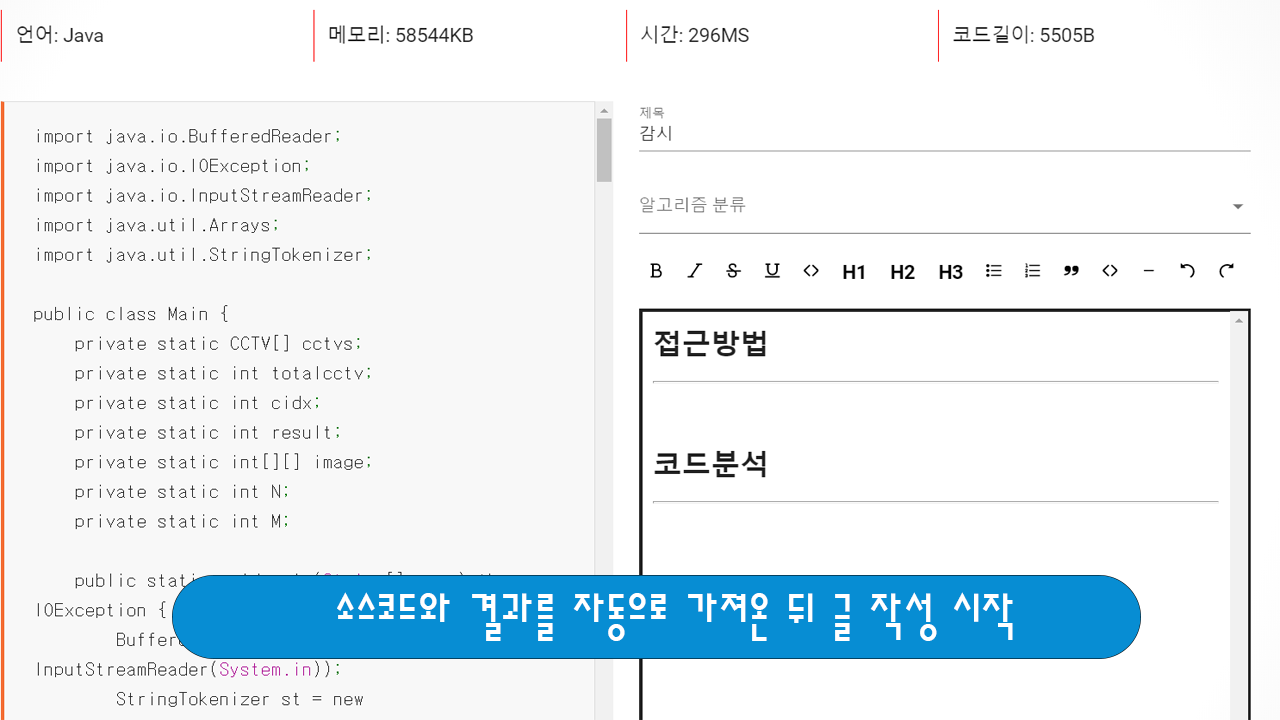 언어: Java
메모리: 58544KB
시간: 296MS
코드길이: 5505B
import java.io.BufferedReader;
import java.io.IOException;
import java.io.InputStreamReader;
import java.util.Arrays;
import java.util.StringTokenizer;
public class Main {
private static CCTV[] cctvs;
private static int totalcctv;
private static int cidx;
private static int result;
private static int[][] image;
private static int N;
private static int M;
public
IOException {
InputStreamReader(System.in));
StringTokenizer st = new
제목
감시
알고리즘 분류
B I S U <> H1 H2 H3
접근방법
코드분석
소스코드와 결과를 자동으로 가져온 뒤 글 작성 시작